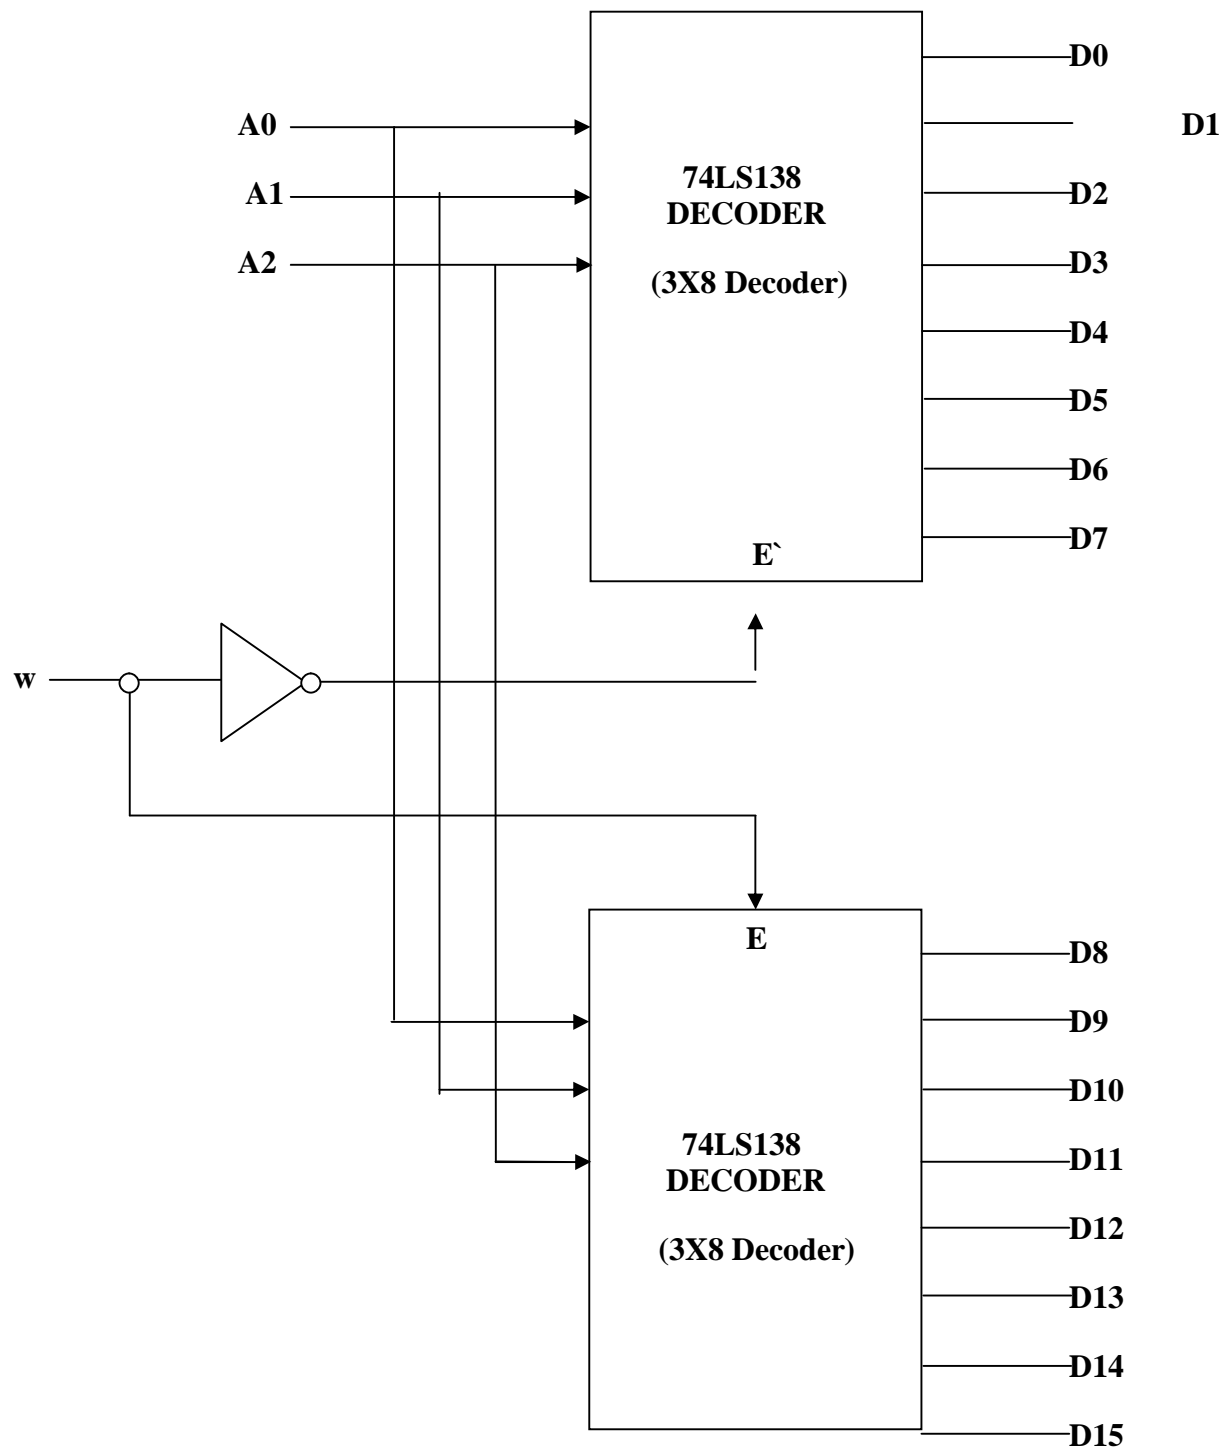 D0
A0
D1
74LS138
DECODER
A1
D2
A2
D3
(3X8 Decoder)
D4
D5
D6
D7
E`
w
E
D8
D9
D10
74LS138
DECODER
D11
D12
(3X8 Decoder)
D13
D14
D15